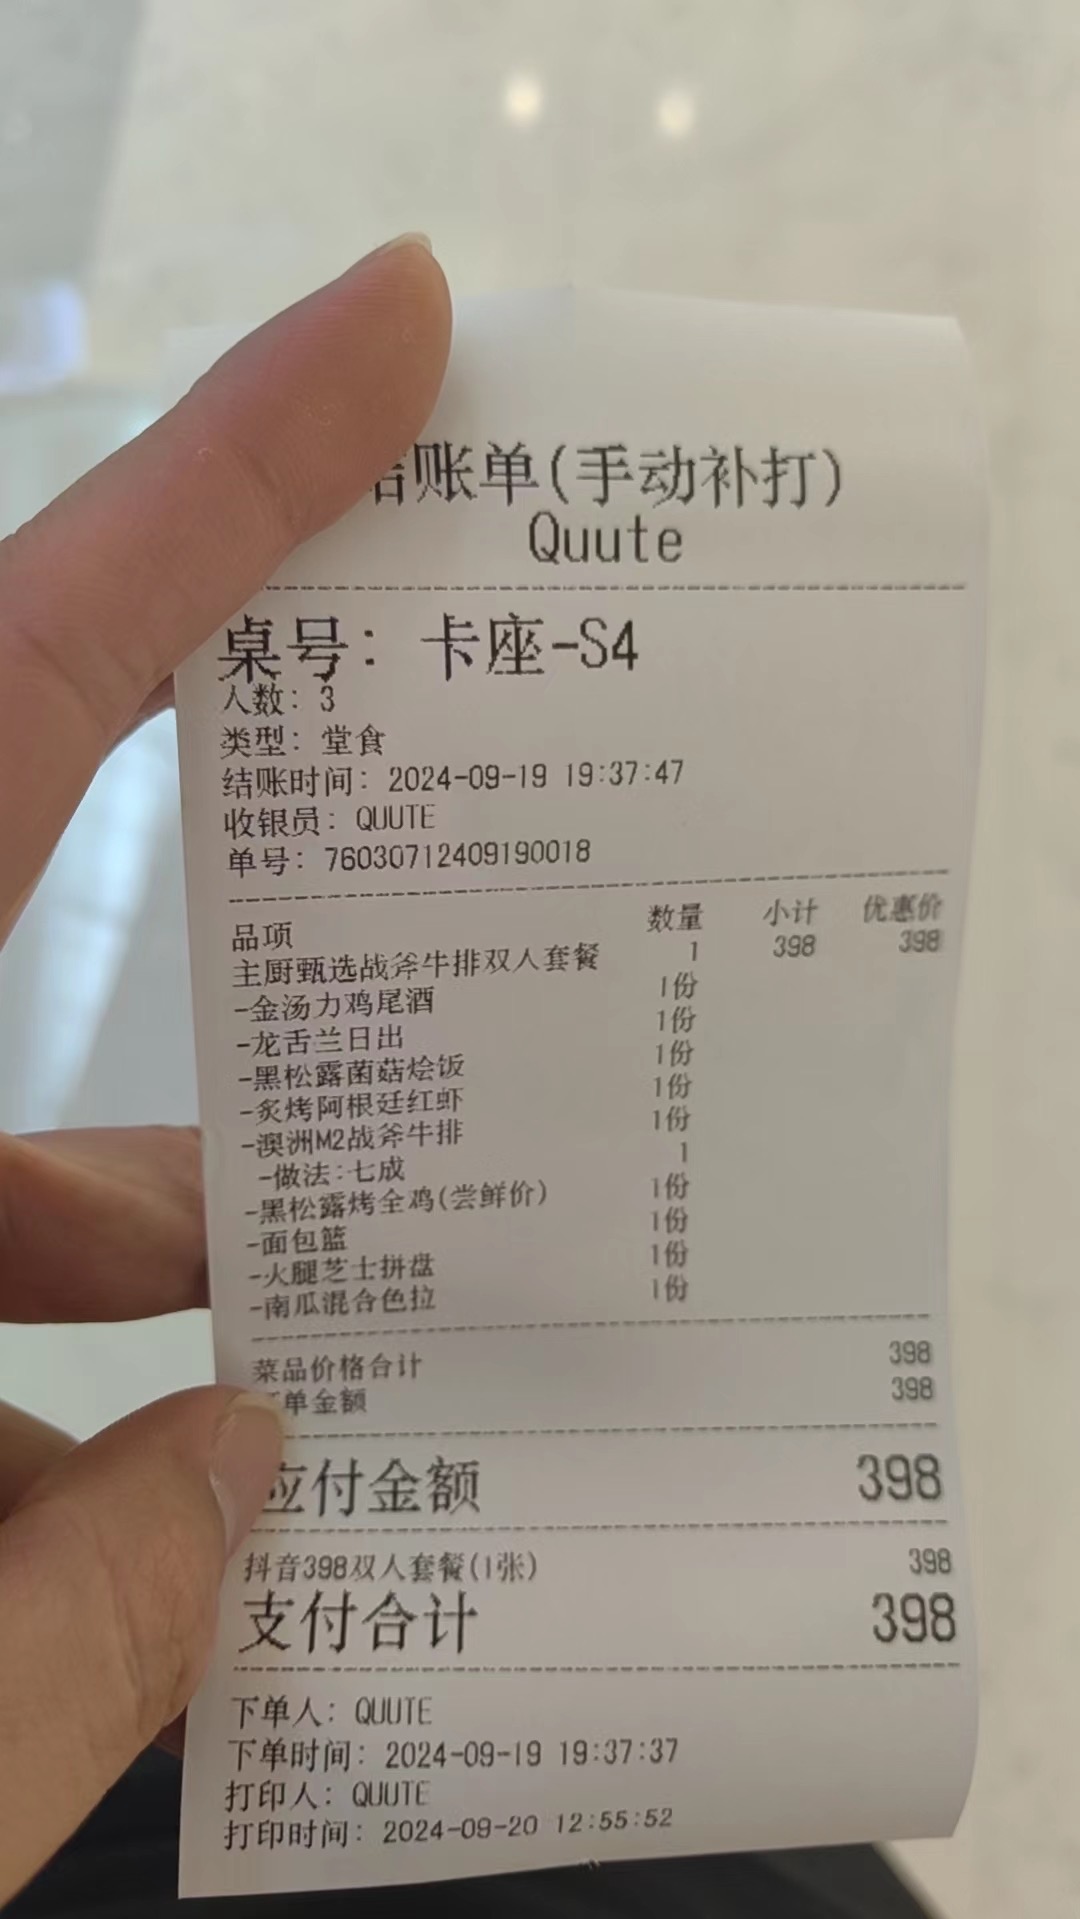 账单(手动补打)
Quute
桌号: 卡座-S4
人数: 3
类型: 堂食
结账时间: 2024-09-19 19:37:47
收银员: QUUTE
单号: 76030712409190018
品项 数量 小计 优惠价
主厨甄选战斧牛排双人套餐 1 398 398
-金汤力鸡尾酒 1份
-龙舌兰日出 1份
-黑松露菌菇烩饭 1份
-炙烤阿根廷红虾 1份
-澳洲M2战斧牛排 1份
-做法:七成 1
-黑松露烤全鸡(尝鲜价) 1份
-面包篮 1份
-火腿芝士拼盘 1份
-南瓜混合色拉 1份
菜品价格合计 398
单金额 398
应付金额 398
抖音398双人套餐(1张) 398
支付合计 398
下单人: QUUTE
下单时间: 2024-09-19 19:37:37
打印人: QUUTE
打印时间: 2024-09-20 12:55:52